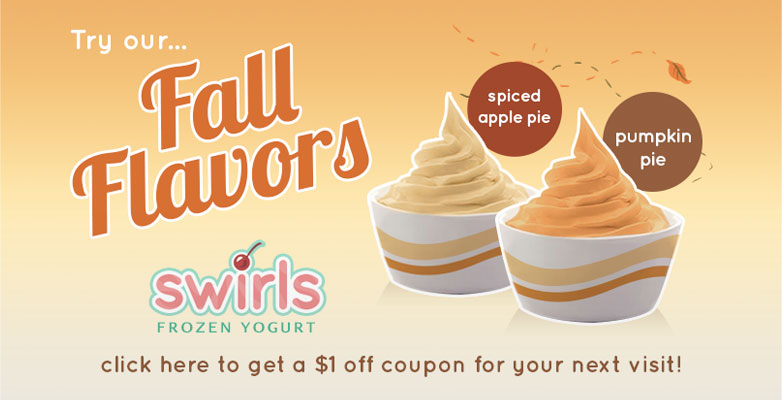 Try our...
Fall
Flavors
spiced
apple pie
pumpkin
pie
swirls
FROZEN YOGURT
click here to get a $1 off coupon for your next visit!